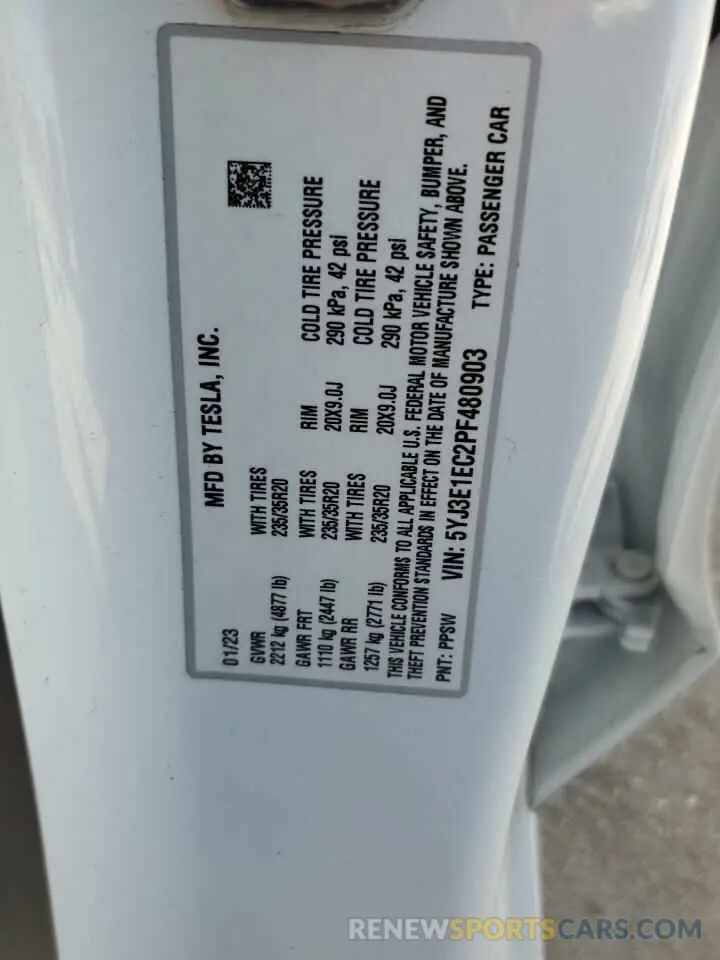 MFD BY TESLA, INC.
01/23
GVWR WITH TIRES
2212 kg (4877 lb) 235/35R20
GAWR FRT WITH TIRES RIM COLD TIRE PRESSURE
1110 kg (2447 lb) 235/35R20 20X9.0J 290 kPa, 42 psi
GAWR RR WITH TIRES RIM COLD TIRE PRESSURE
1257 kg (2771 lb) 235/35R20 20X9.0J 290 kPa, 42 psi
THIS VEHICLE CONFORMS TO ALL APPLICABLE U.S. FEDERAL MOTOR VEHICLE SAFETY, BUMPER, AND
THEFT PREVENTION STANDARDS IN EFFECT ON THE DATE OF MANUFACTURE SHOWN ABOVE.
PNT: PPSW VIN: 5YJ3E1EC2PF480903 TYPE: PASSENGER CAR
RENEWSPORTSCARS.COM